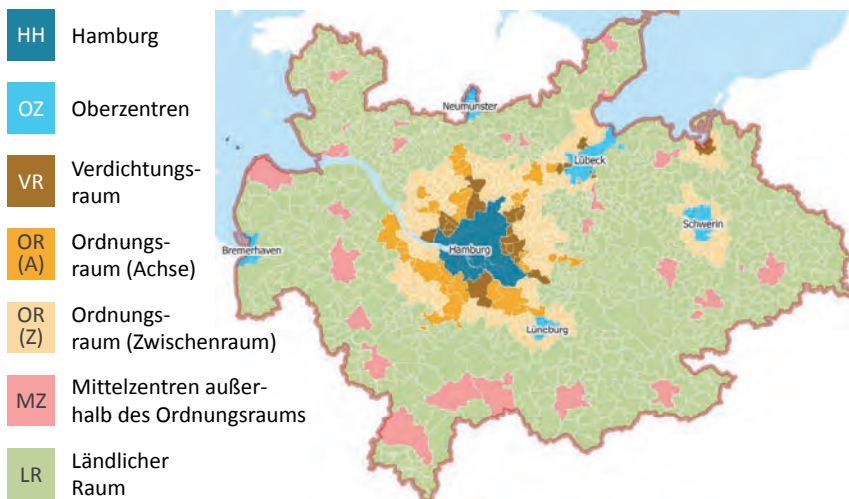 HH Hamburg
OZ Oberzentren
VR Verdichtungs-
raum
OR Ordnungs-
(A) raum (Achse)
OR Ordnungs-
(Z) raum (Zwischenraum)
MZ Mittelzentren außer-
halb des Ordnungsraums
LR Ländlicher
Raum
Neumünster
Lübeck
Schwerin
Hamburg
Bremerhaven
Lüneburg